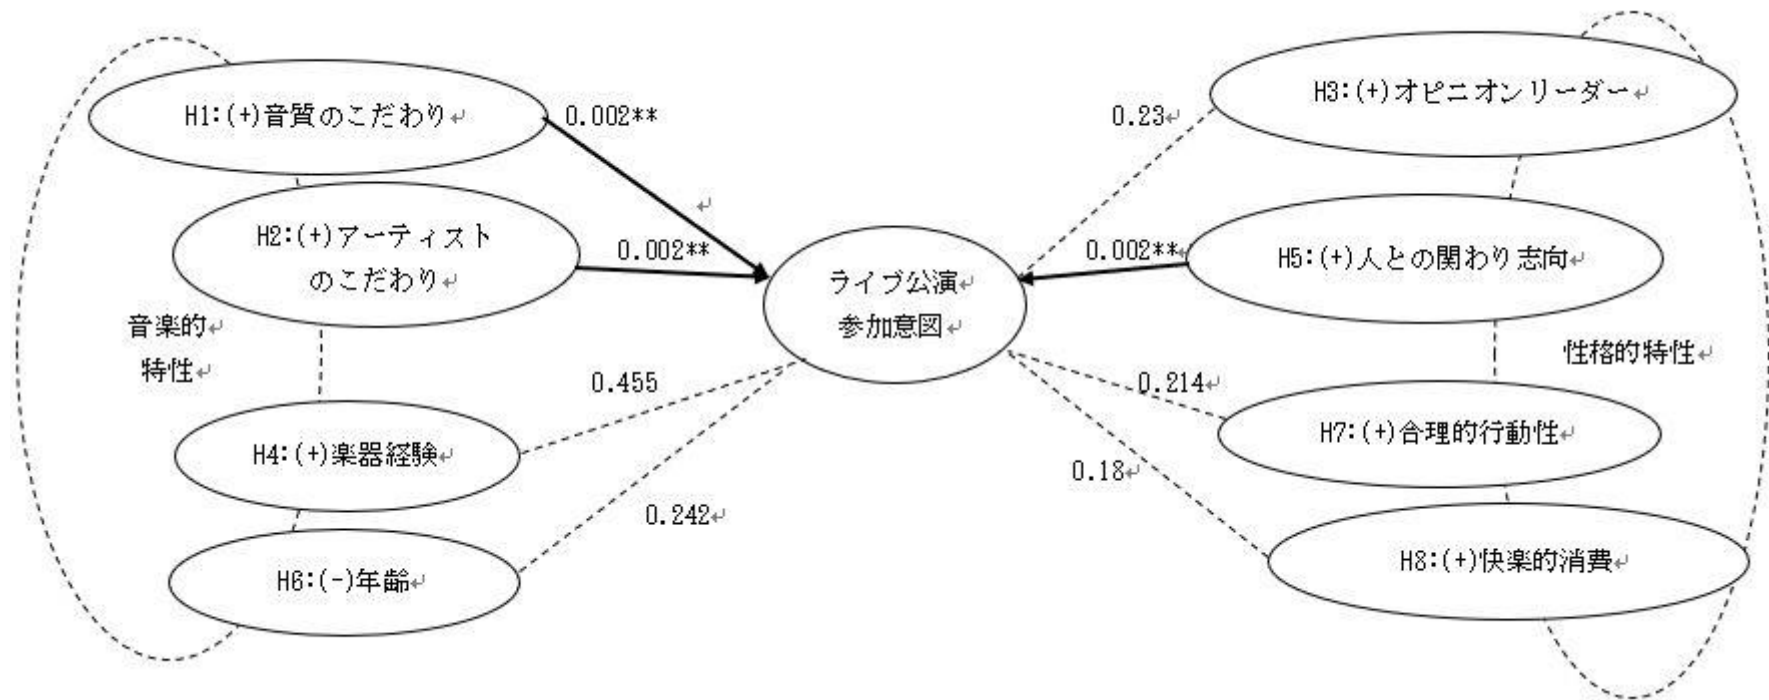 H1:(+)音質のこだわり↵
0.002**
↵
H2:(+)アーティスト
のこだわり↵
0.002**
音楽的↵
特性↵
H4:(+)楽器経験↵
0.455
H6:(-)年齢↵
0.242↵
ライブ公演↵
参加意図↵
H3:(+)オピニオンリーダー↵
0.23↵
H5:(+)人との関わり志向↵
0.002**↵
性格的特性↵
H7:(+)合理的行動性↵
0.214↵
H8:(+)快楽的消費↵
0.18↵